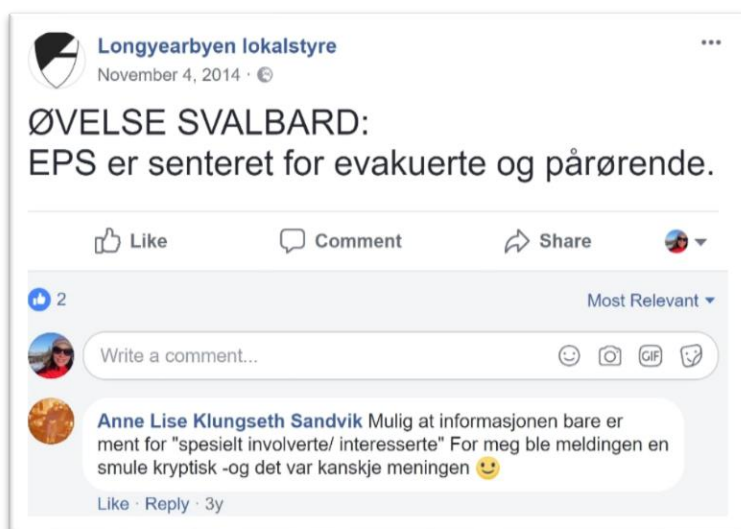 Longyearbyen lokalstyre
November 4, 2014 ·
ØVELSE SVALBARD:
EPS er senteret for evakuerte og pårørende.
Like Comment Share
2 Most Relevant
Write a comment... GIF
Anne Lise Klungseth Sandvik Mulig at informasjonen bare er
ment for "spesielt involverte/ interesserte" For meg ble meldingen en
smule kryptisk -og det var kanskje meningen 🙂
Like · Reply · 3y